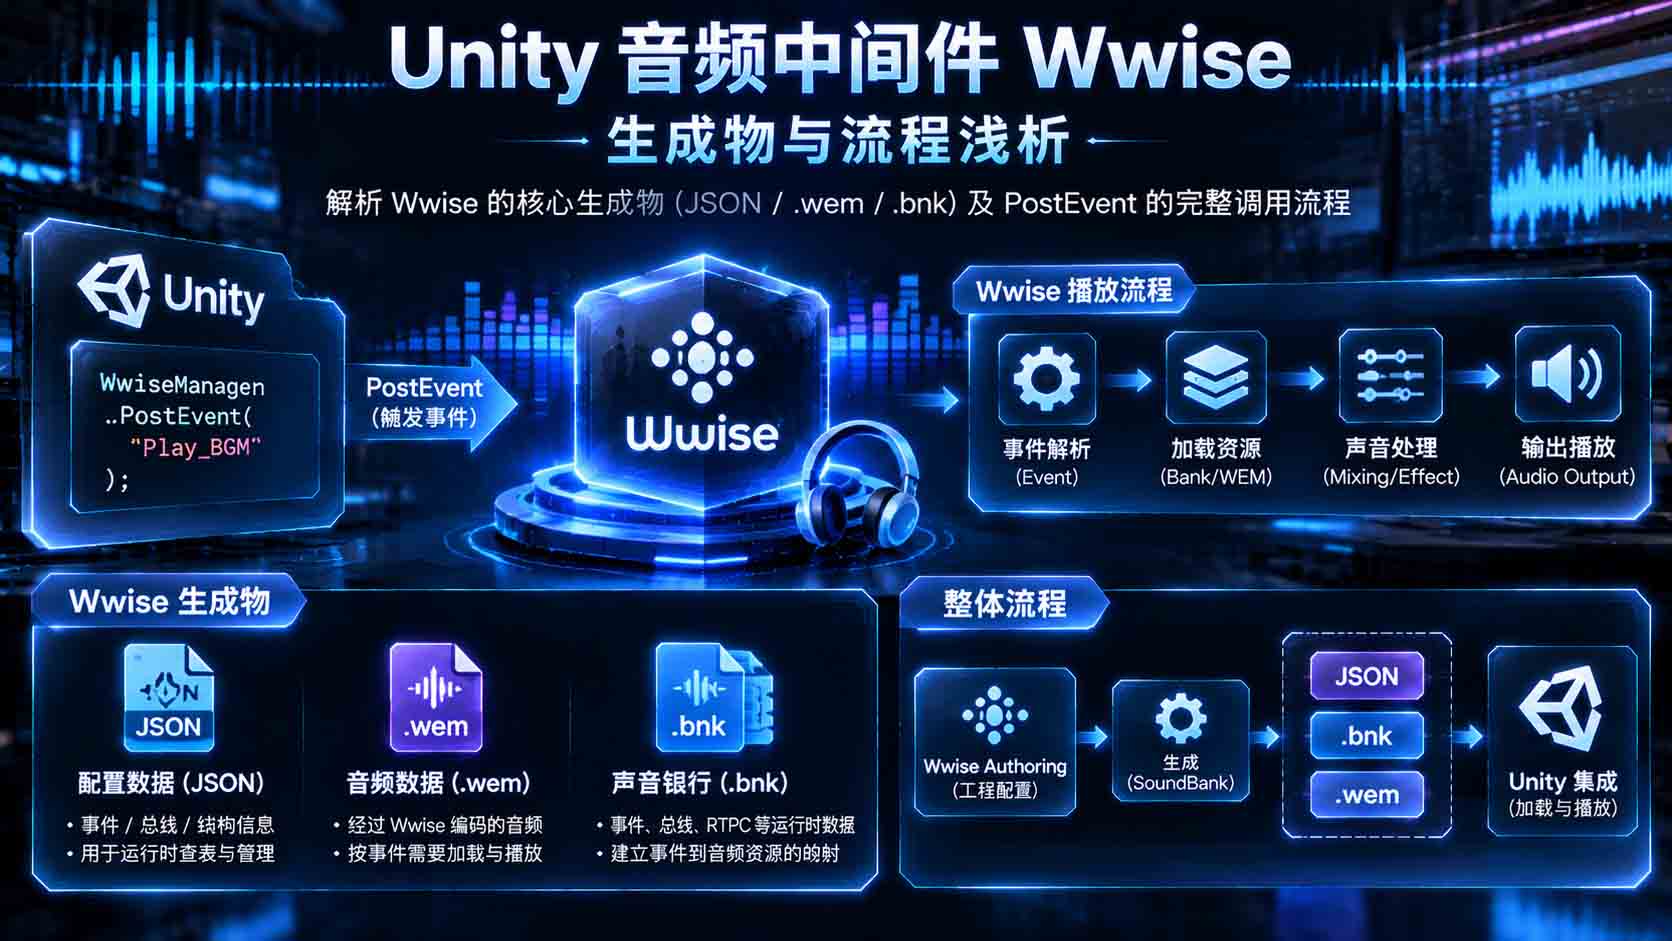 Unity 音频中间件 Wwise
生成物与流程浅析
解析 Wwise 的核心生成物 (JSON / .wem / .bnk) 及 PostEvent 的完整调用流程
Unity
WwiseManagen
..PostEvent(
"Play_BGM"
);
PostEvent
(触发事件)
Wwise
Wwise 播放流程
事件解析
(Event)
加载资源
(Bank/WEM)
声音处理
(Mixing/Effect)
输出播放
(Audio Output)
Wwise 生成物
JSON
配置数据 (JSON)
• 事件 / 总线 / 结构信息
• 用于运行时查表与管理
.wem
音频数据 (.wem)
• 经过 Wwise 编码的音频
• 按事件需要加载与播放
.bnk
声音银行 (.bnk)
• 事件、总线、RTPC 等运行时数据
• 建立事件到音频资源的映射
整体流程
Wwise Authoring
(工程配置)
生成
(SoundBank)
JSON
.bnk
.wem
Unity 集成
(加载与播放)